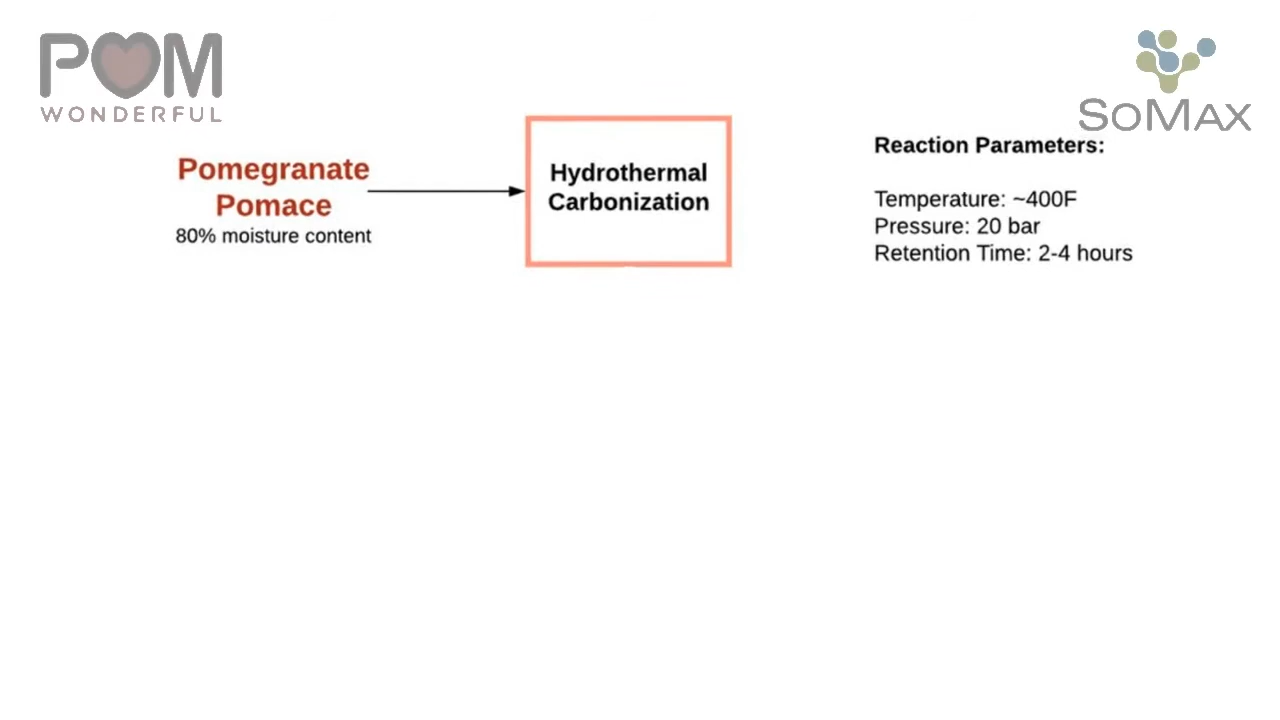 POM
WONDERFUL
SOMAX
Pomegranate
Pomace
80% moisture content
Hydrothermal
Carbonization
Reaction Parameters:
Temperature: ~400F
Pressure: 20 bar
Retention Time: 2-4 hours